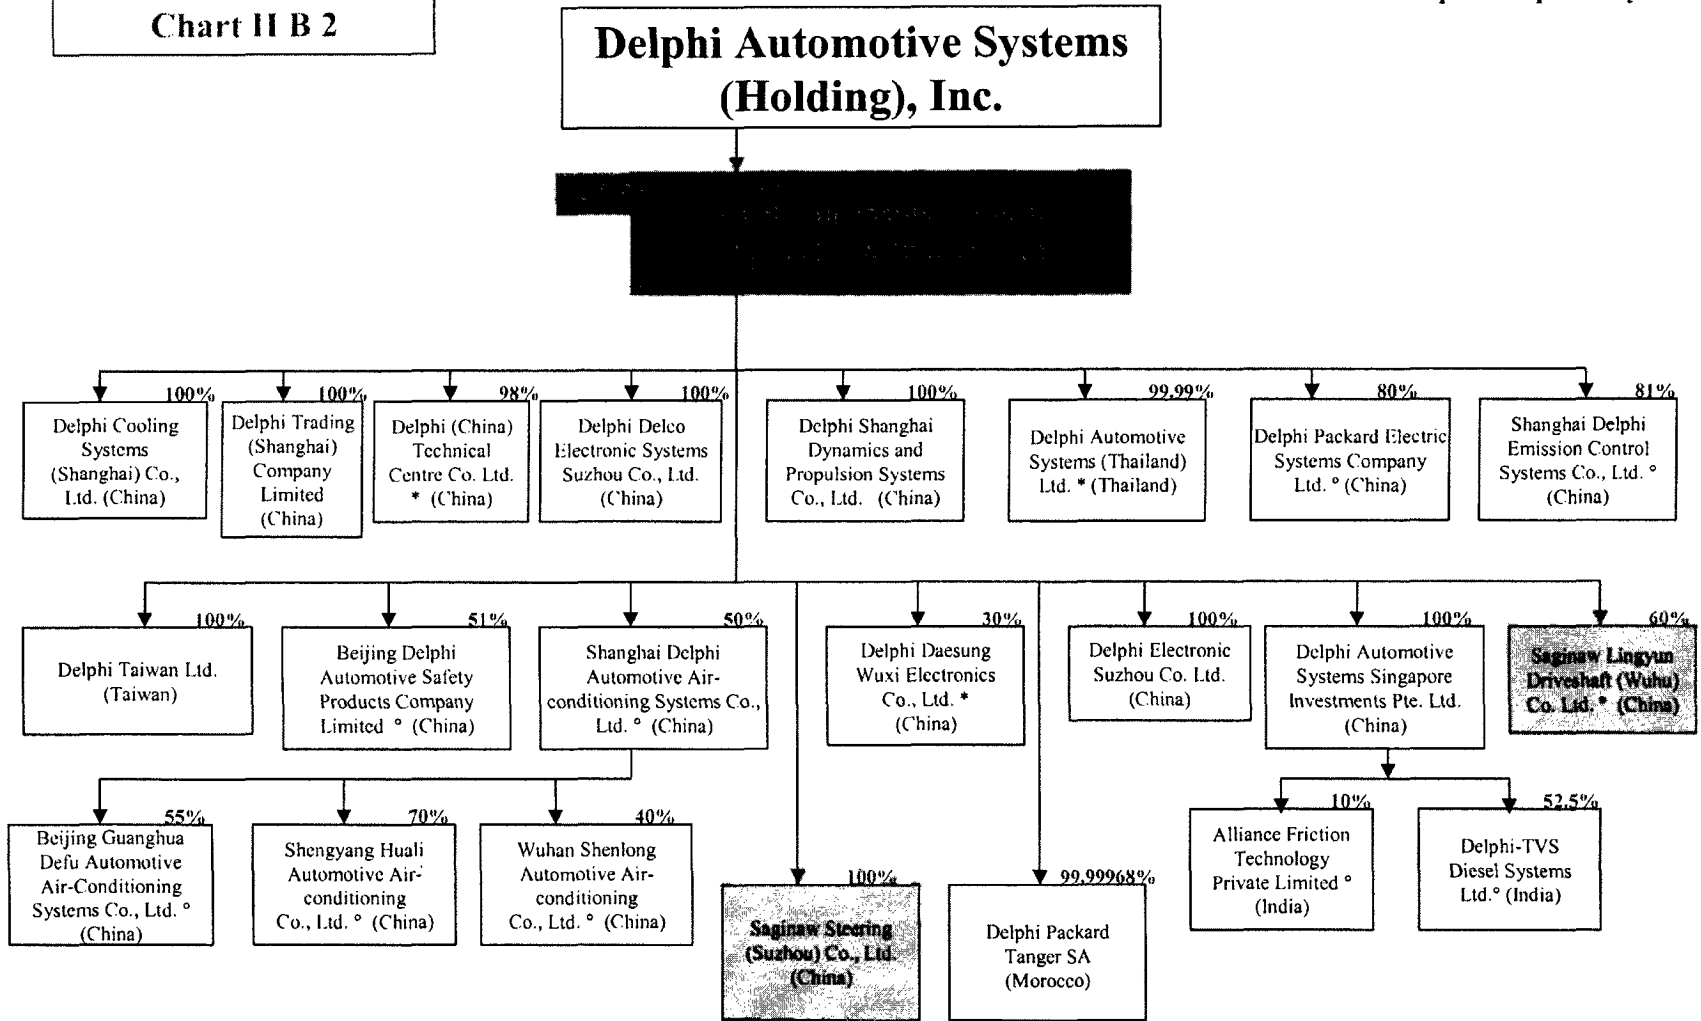 Chart II B 2
Delphi Automotive Systems
(Holding), Inc.
100%
Delphi Cooling
Systems
(Shanghai) Co.,
Ltd. (China)
100%
Delphi Trading
(Shanghai)
Company
Limited
(China)
98%
Delphi (China)
Technical
Centre Co. Ltd.
* (China)
100%
Delphi Delco
Electronic Systems
Suzhou Co., Ltd.
(China)
100%
Delphi Shanghai
Dynamics and
Propulsion Systems
Co., Ltd. (China)
99.99%
Delphi Automotive
Systems (Thailand)
Ltd. * (Thailand)
80%
Delphi Packard Electric
Systems Company
Ltd. ° (China)
81%
Shanghai Delphi
Emission Control
Systems Co., Ltd. °
(China)
100%
Delphi Taiwan Ltd.
(Taiwan)
51%
Beijing Delphi
Automotive Safety
Products Company
Limited ° (China)
50%
Shanghai Delphi
Automotive Air-
conditioning Systems Co.,
Ltd. ° (China)
30%
Delphi Daesung
Wuxi Electronics
Co., Ltd. *
(China)
100%
Delphi Electronic
Suzhou Co. Ltd.
(China)
100%
Delphi Automotive
Systems Singapore
Investments Pte. Ltd.
(China)
60%
Saginaw Lingyun
Driveshaft (Wuhu)
Co. Ltd. * (China)
55%
Beijing Guanghua
Defu Automotive
Air-Conditioning
Systems Co., Ltd. °
(China)
70%
Shengyang Huali
Automotive Air-
conditioning
Co., Ltd. ° (China)
40%
Wuhan Shenlong
Automotive Air-
conditioning
Co., Ltd. ° (China)
100%
Saginaw Steering
(Suzhou) Co., Ltd.
(China)
99.99968%
Delphi Packard
Tanger SA
(Morocco)
10%
Alliance Friction
Technology
Private Limited °
(India)
52.5%
Delphi-TVS
Diesel Systems
Ltd.° (India)